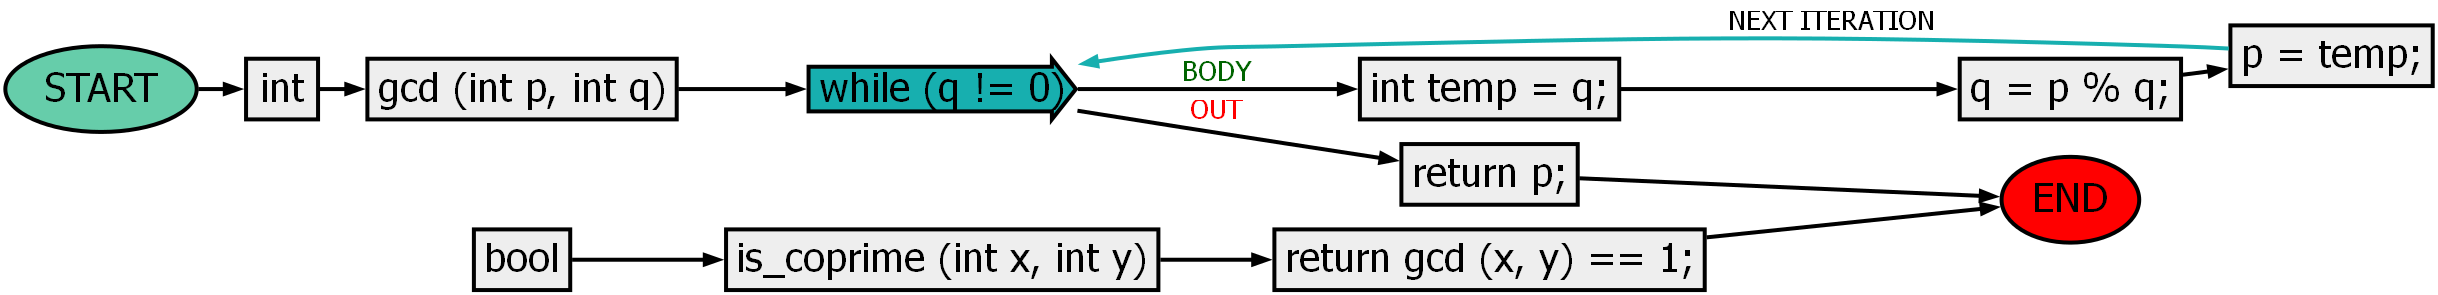 START
int
gcd (int p, int q)
while (q != 0)
BODY
OUT
NEXT ITERATION
int temp = q;
q = p % q;
p = temp;
return p;
END
bool
is_coprime (int x, int y)
return gcd (x, y) == 1;